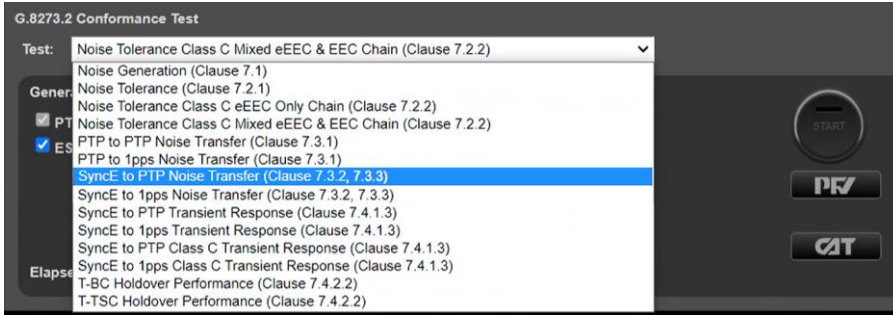 G.8273.2 Conformance Test
Test: Noise Tolerance Class C Mixed eEEC & EEC Chain (Clause 7.2.2)
Noise Generation (Clause 7.1)
Gener Noise Tolerance (Clause 7.2.1)
Noise Tolerance Class C eEEC Only Chain (Clause 7.2.2)
PT Noise Tolerance Class C Mixed eEEC & EEC Chain (Clause 7.2.2)
START
ES PTP to PTP Noise Transfer (Clause 7.3.1)
PTP to 1pps Noise Transfer (Clause 7.3.1)
SyncE to PTP Noise Transfer (Clause 7.3.2, 7.3.3)
PFV
SyncE to 1pps Noise Transfer (Clause 7.3.2, 7.3.3)
SyncE to PTP Transient Response (Clause 7.4.1.3)
SyncE to 1pps Transient Response (Clause 7.4.1.3)
SyncE to PTP Class C Transient Response (Clause 7.4.1.3)
CAT
SyncE to 1pps Class C Transient Response (Clause 7.4.1.3)
Elapse T-BC Holdover Performance (Clause 7.4.2.2)
T-TSC Holdover Performance (Clause 7.4.2.2)